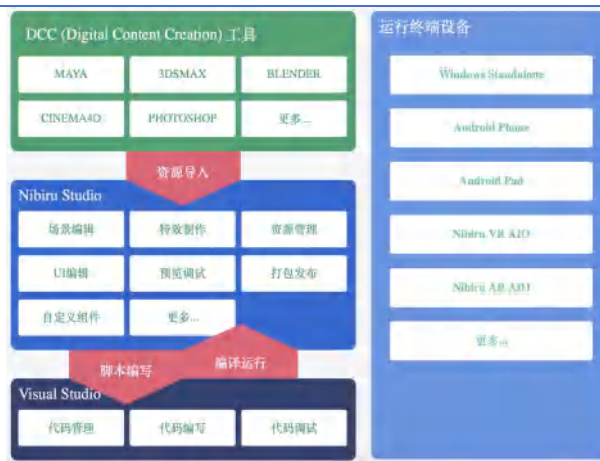 DCC (Digital Content Creation) 工具
MAYA
3DSMAX
BLENDER
CINEMA4D
PHOTOSHOP
更多...
资源导入
Nibiru Studio
场景编辑
特效制作
资源管理
UI编辑
预览调试
打包发布
自定义组件
更多...
脚本编写
编译运行
Visual Studio
代码管理
代码编写
代码调试
运行终端设备
Windows Standalone
Android Phone
Android Pad
Nibiru VR AIO
Nibiru AR
更多...